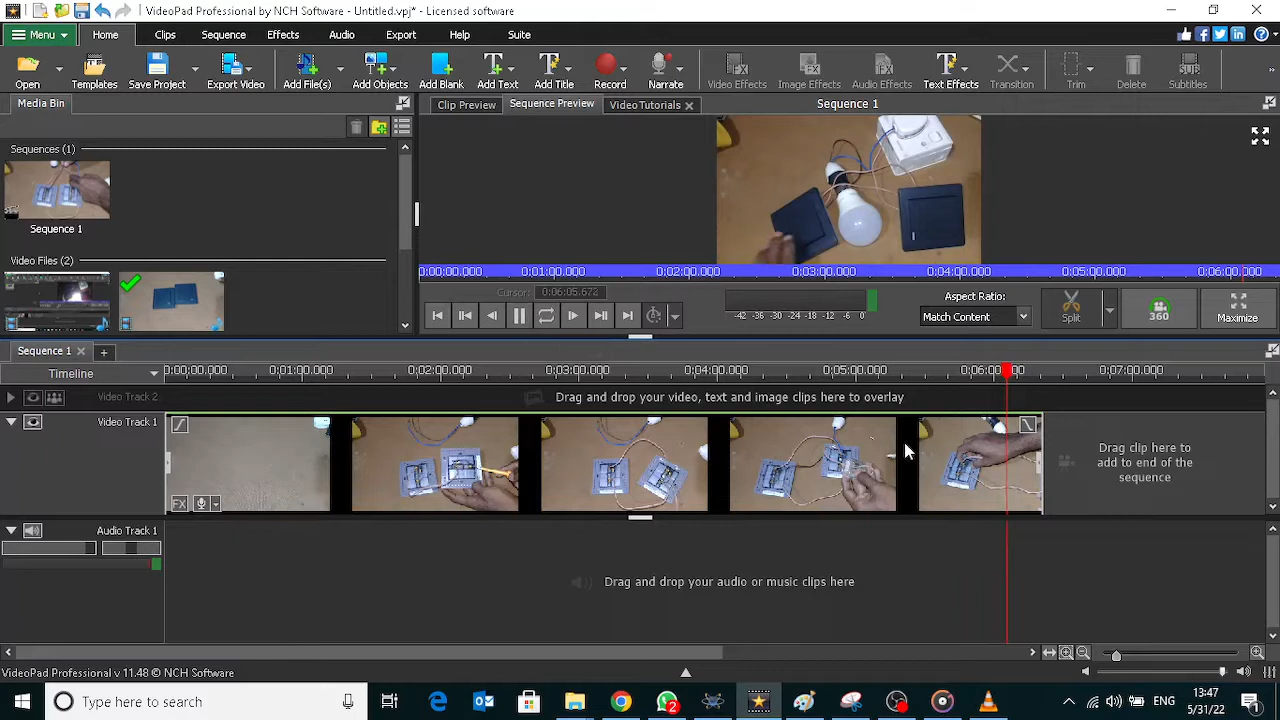 VideoPad Professional by NCH Software - Untitled.vpj* - Licensed software
Menu Home Clips Sequence Effects Audio Export Help Suite
Open Templates Save Project Export Video Add File(s) Add Objects Add Blank Add Text Add Title Record Narrate Video Effects Image Effects Audio Effects Text Effects Transition Trim Delete Subtitles »
Media Bin
Clip Preview Sequence Preview Video Tutorials Sequence 1
Sequences (1)
Sequence 1
Video Files (2)
0:00:00.000 0:01:00.000 0:02:00.000 0:03:00.000 0:04:00.000 0:05:00.000 0:06:00.000
Cursor: 0:06:05.672
-42 -36 -30 -24 -18 -12 -6 0
Aspect Ratio:
Match Content
Split
360
Maximize
Sequence 1
Timeline
0:00:00.000 0:01:00.000 0:02:00.000 0:03:00.000 0:04:00.000 0:05:00.000 0:06:00.000 0:07:00.000
Video Track 2
Drag and drop your video, text and image clips here to overlay
Video Track 1
FX
Drag clip here to
add to end of the
sequence
Audio Track 1
Drag and drop your audio or music clips here
VideoPad Professional v 11.48 © NCH Software
Type here to search
2
ENG
13:47
5/31/22
1